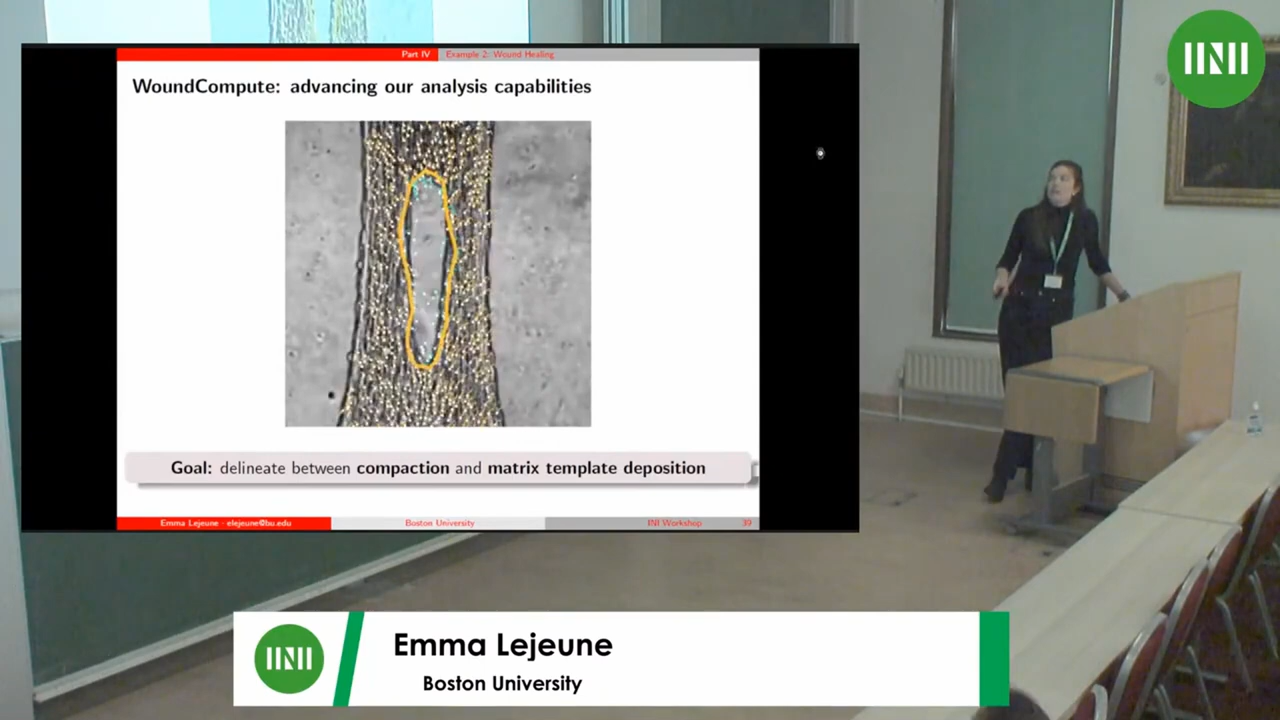 Part IV
Example 2: Wound Healing
WoundCompute: advancing our analysis capabilities
Goal: delineate between compaction and matrix template deposition
Emma Lejeune - elejeune@bu.edu
Boston University
INI Workshop
39
INI
INI
Emma Lejeune
Boston University